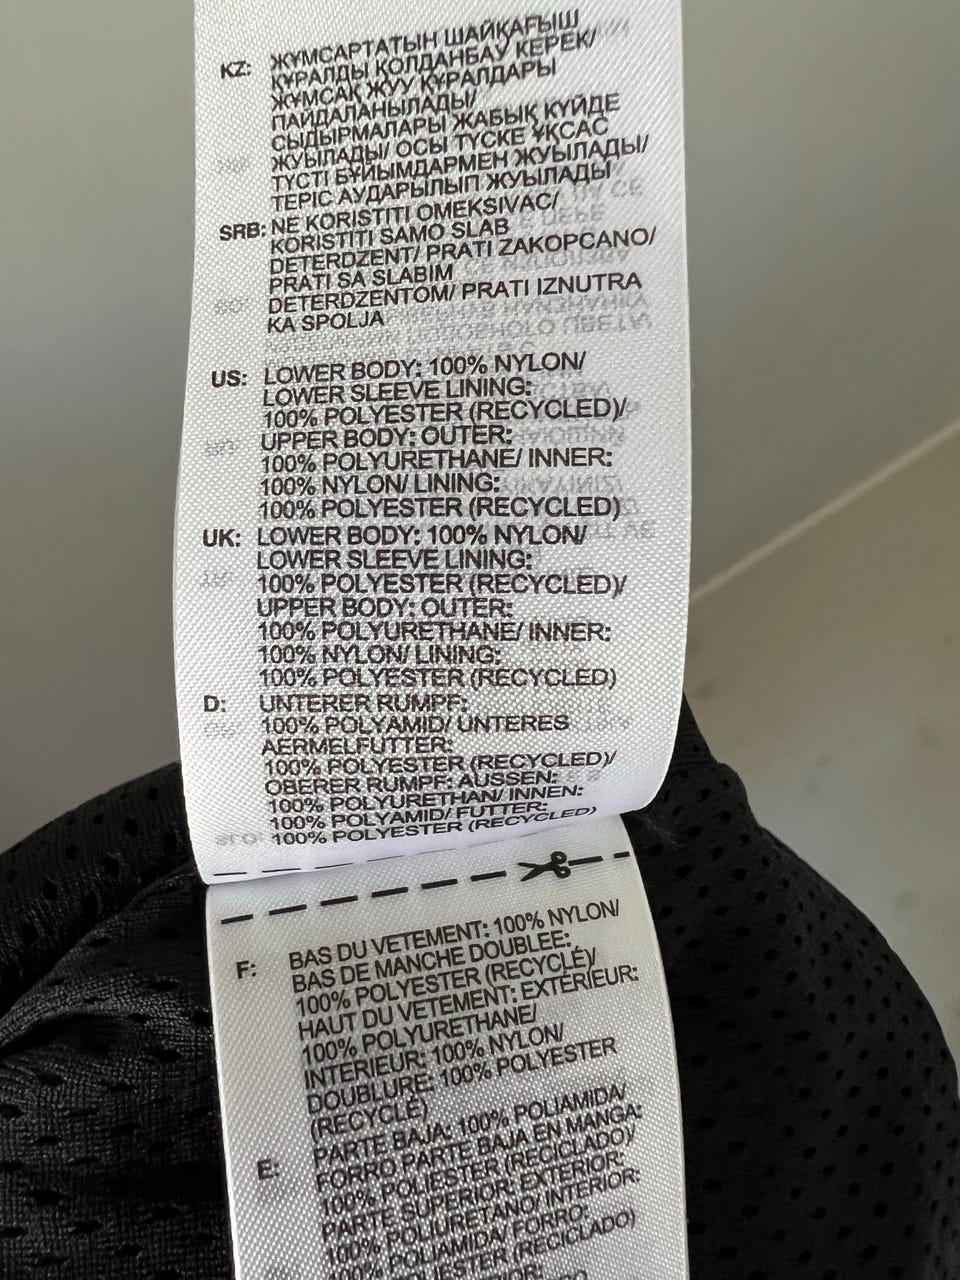 KZ: ЖҰМСАРТАТЫН ШАЙҚАҒЫШ
ҚҰРАЛДЫ ҚОЛДАНБАУ КЕРЕК/
ЖҰМСАҚ ЖУУ ҚҰРАЛДАРЫ
ПАЙДАЛАНЫЛАДЫ/
СЫДЫРМАЛАРЫ ЖАБЫҚ КҮЙДЕ
ЖУЫЛАДЫ/ ОСЫ ТҮСКЕ ҰҚСАС
ТҮСТІ БҰЙЫМДАРМЕН ЖУЫЛАДЫ/
ТЕРІС АУДАРЫЛЫП ЖУЫЛАДЫ
SRB: NE KORISTITI OMEKSIVAC/
KORISTITI SAMO SLAB
DETERDZENT/ PRATI ZAKOPCANO/
PRATI SA SLABIM
DETERDZENTOM/ PRATI IZNUTRA
KA SPOLJA
US: LOWER BODY: 100% NYLON/
LOWER SLEEVE LINING:
100% POLYESTER (RECYCLED)/
UPPER BODY: OUTER:
100% POLYURETHANE/ INNER:
100% NYLON/ LINING:
100% POLYESTER (RECYCLED)
UK: LOWER BODY: 100% NYLON/
LOWER SLEEVE LINING:
100% POLYESTER (RECYCLED)/
UPPER BODY: OUTER:
100% POLYURETHANE/ INNER:
100% NYLON/ LINING:
100% POLYESTER (RECYCLED)
D: UNTERER RUMPF:
100% POLYAMID/ UNTERES
AERMELFUTTER:
100% POLYESTER (RECYCLED)/
OBERER RUMPF: AUSSEN:
100% POLYURETHAN/ INNEN:
100% POLYAMID/ FUTTER:
100% POLYESTER (RECYCLED)
F: BAS DU VETEMENT: 100% NYLON/
BAS DE MANCHE DOUBLEE:
100% POLYESTER (RECYCLÉ)/
HAUT DU VETEMENT: EXTÉRIEUR:
100% POLYURETHANE/
INTERIEUR: 100% NYLON/
DOUBLURE: 100% POLYESTER
(RECYCLÉ)
E: PARTE BAJA: 100% POLIAMIDA/
FORRO PARTE BAJA EN MANGA:
100% POLIESTER (RECICLADO)/
PARTE SUPERIOR: EXTERIOR:
100% POLIURETANO/ INTERIOR:
100% POLIAMIDA/ FORRO:
POLIESTER (RECICLADO)